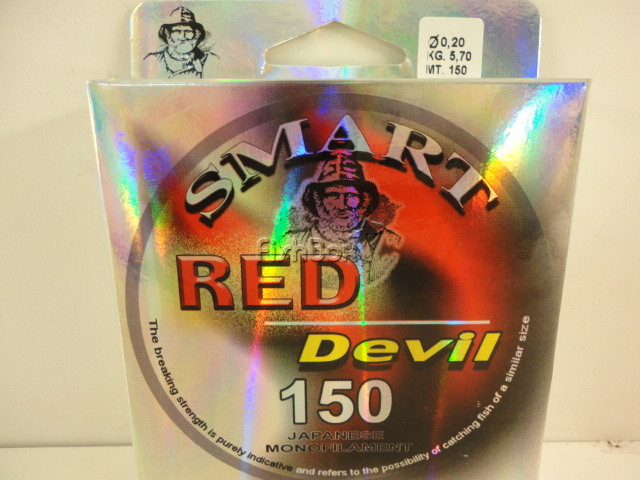 Ø0,20
KG. 5,70
MT. 150
SMART
FishBox
RED
Devil
150
JAPANESE
MONOFILAMENT
The breaking strength is purely indicative and refers to the possibility of catching fish of a similar size